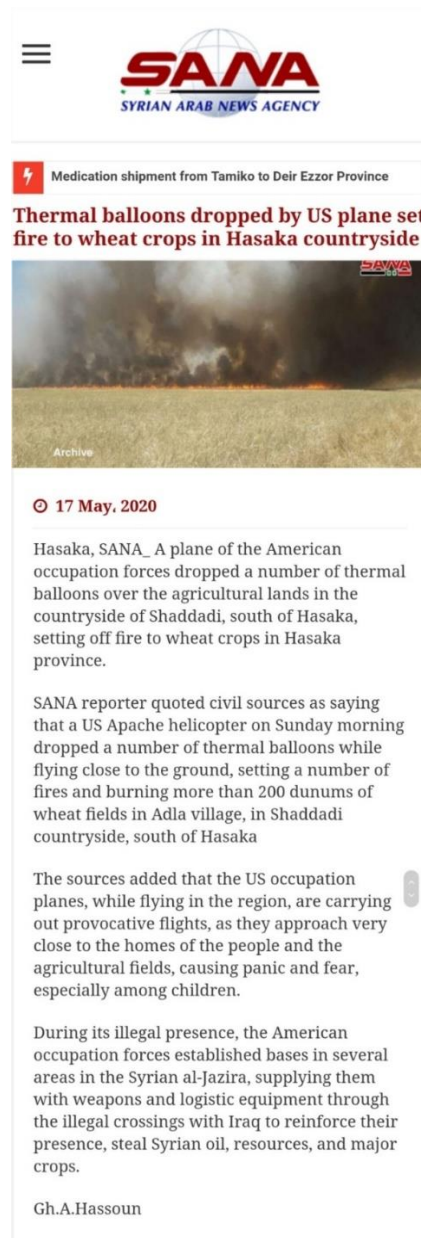 SANA
SYRIAN ARAB NEWS AGENCY
Medication shipment from Tamiko to Deir Ezzor Province
Thermal balloons dropped by US plane set
fire to wheat crops in Hasaka countryside
SANA
Archive
17 May، 2020
Hasaka, SANA_ A plane of the American
occupation forces dropped a number of thermal
balloons over the agricultural lands in the
countryside of Shaddadi, south of Hasaka,
setting off fire to wheat crops in Hasaka
province.
SANA reporter quoted civil sources as saying
that a US Apache helicopter on Sunday morning
dropped a number of thermal balloons while
flying close to the ground, setting a number of
fires and burning more than 200 dunums of
wheat fields in Adla village, in Shaddadi
countryside, south of Hasaka
The sources added that the US occupation
planes, while flying in the region, are carrying
out provocative flights, as they approach very
close to the homes of the people and the
agricultural fields, causing panic and fear,
especially among children.
During its illegal presence, the American
occupation forces established bases in several
areas in the Syrian al-Jazira, supplying them
with weapons and logistic equipment through
the illegal crossings with Iraq to reinforce their
presence, steal Syrian oil, resources, and major
crops.
Gh.A.Hassoun